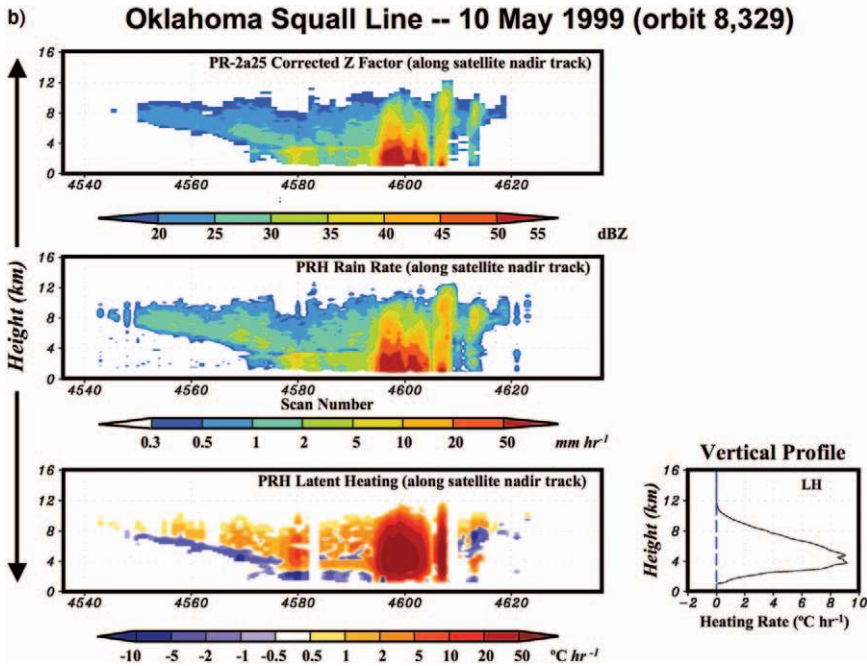 b)
Oklahoma Squall Line -- 10 May 1999 (orbit 8,329)
PR-2a25 Corrected Z Factor (along satellite nadir track)
16
12
8
4
0
4540 4560 4580 4600 4620
20 25 30 35 40 45 50 55 dBZ
Height (km)
PRH Rain Rate (along satellite nadir track)
16
12
8
4
0
4540 4560 4580 4600 4620
Scan Number
0.3 0.5 1 2 5 10 20 50 mm hr-1
PRH Latent Heating (along satellite nadir track)
16
12
8
4
0
4540 4560 4580 4600 4620
-10 -5 -2 -1 -0.5 0.5 1 2 5 10 20 50 ºC hr-1
Vertical Profile
LH
Height (km)
16
12
8
4
0
-2 0 2 4 6 8 10
Heating Rate (ºC hr-1)